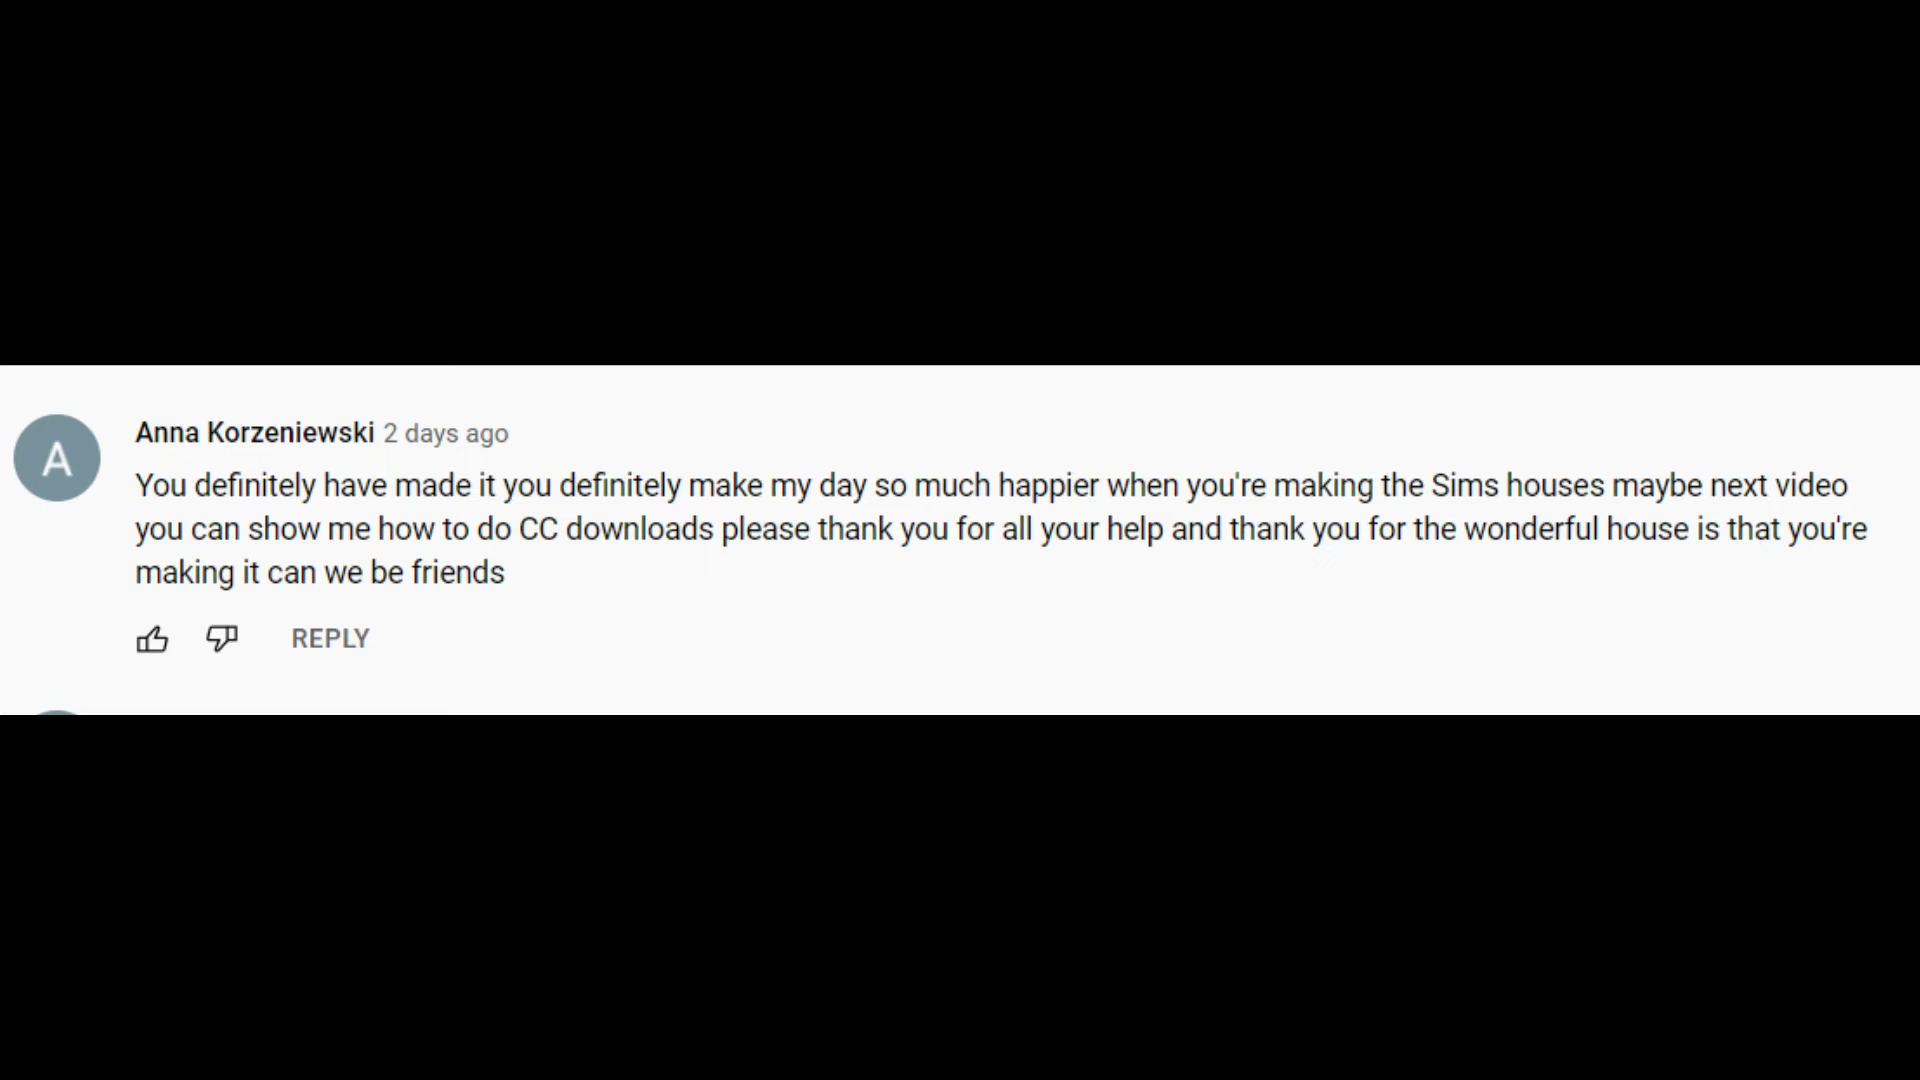 A
Anna Korzeniewski 2 days ago
You definitely have made it you definitely make my day so much happier when you're making the Sims houses maybe next video
you can show me how to do CC downloads please thank you for all your help and thank you for the wonderful house is that you're
making it can we be friends
REPLY